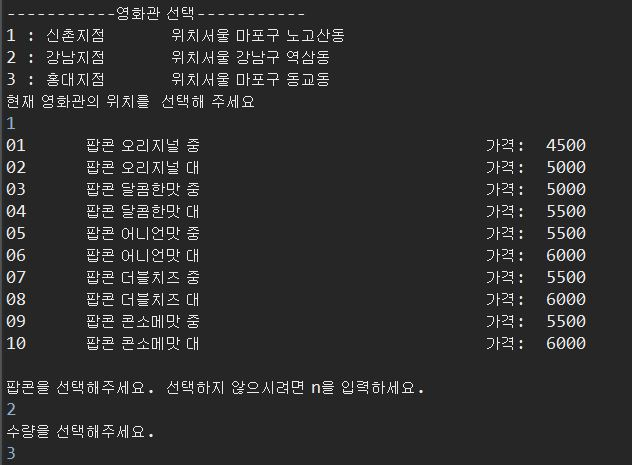 -----------영화관 선택-----------
1 : 신촌지점 위치서울 마포구 노고산동
2 : 강남지점 위치서울 강남구 역삼동
3 : 홍대지점 위치서울 마포구 동교동
현재 영화관의 위치를 선택해 주세요
1
01 팝콘 오리지널 중 가격: 4500
02 팝콘 오리지널 대 가격: 5000
03 팝콘 달콤한맛 중 가격: 5000
04 팝콘 달콤한맛 대 가격: 5500
05 팝콘 어니언맛 중 가격: 5500
06 팝콘 어니언맛 대 가격: 6000
07 팝콘 더블치즈 중 가격: 5500
08 팝콘 더블치즈 대 가격: 6000
09 팝콘 콘소메맛 중 가격: 5500
10 팝콘 콘소메맛 대 가격: 6000
팝콘을 선택해주세요. 선택하지 않으시려면 n을 입력하세요.
2
수량을 선택해주세요.
3